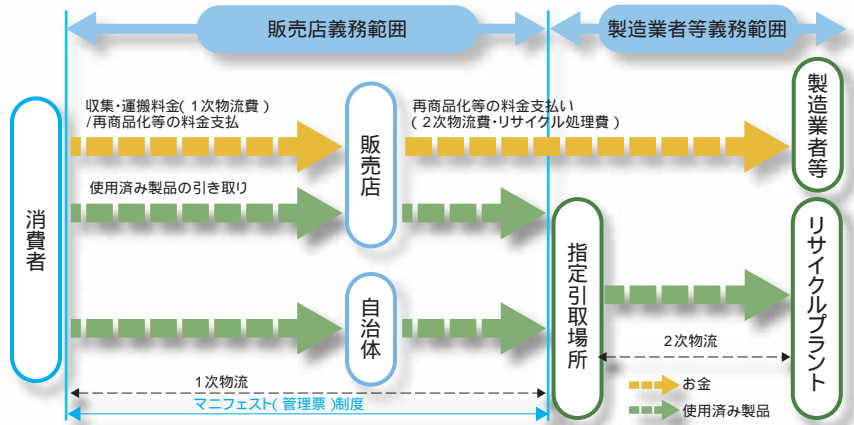 販売店義務範囲
製造業者等義務範囲
収集・運搬料金(1次物流費)
/再商品化等の料金支払
再商品化等の料金支払い
(2次物流費・リサイクル処理費)
製造業者等
販売店
使用済み製品の引き取り
消費者
指定引取場所
リサイクルプラント
自治体
2次物流
1次物流
マニフェスト(管理票)制度
お金
使用済み製品